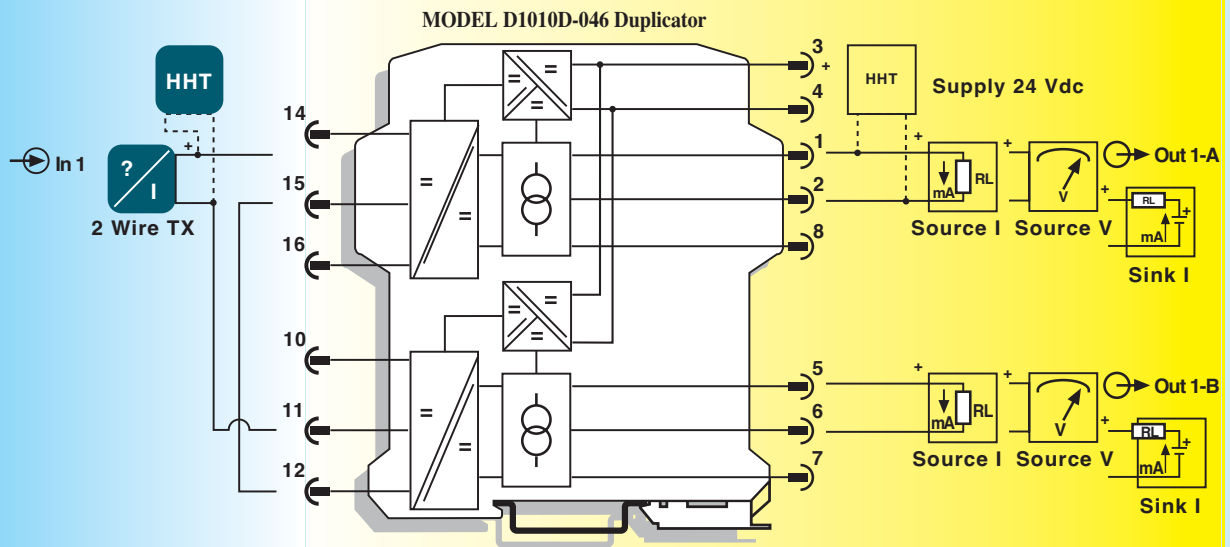 MODEL D1010D-046 Duplicator
HHT
In 1
?
I
+
2 Wire TX
14
15
16
10
11
12
=
=
=
=
=
=
=
=
=
=
3
+
4
1
2
8
5
6
7
HHT
Supply 24 Vdc
+
mA
RL
Source I
+
V
Source V
Out 1-A
+
RL
+
mA
Sink I
+
mA
RL
Source I
+
V
Source V
Out 1-B
+
RL
+
mA
Sink I